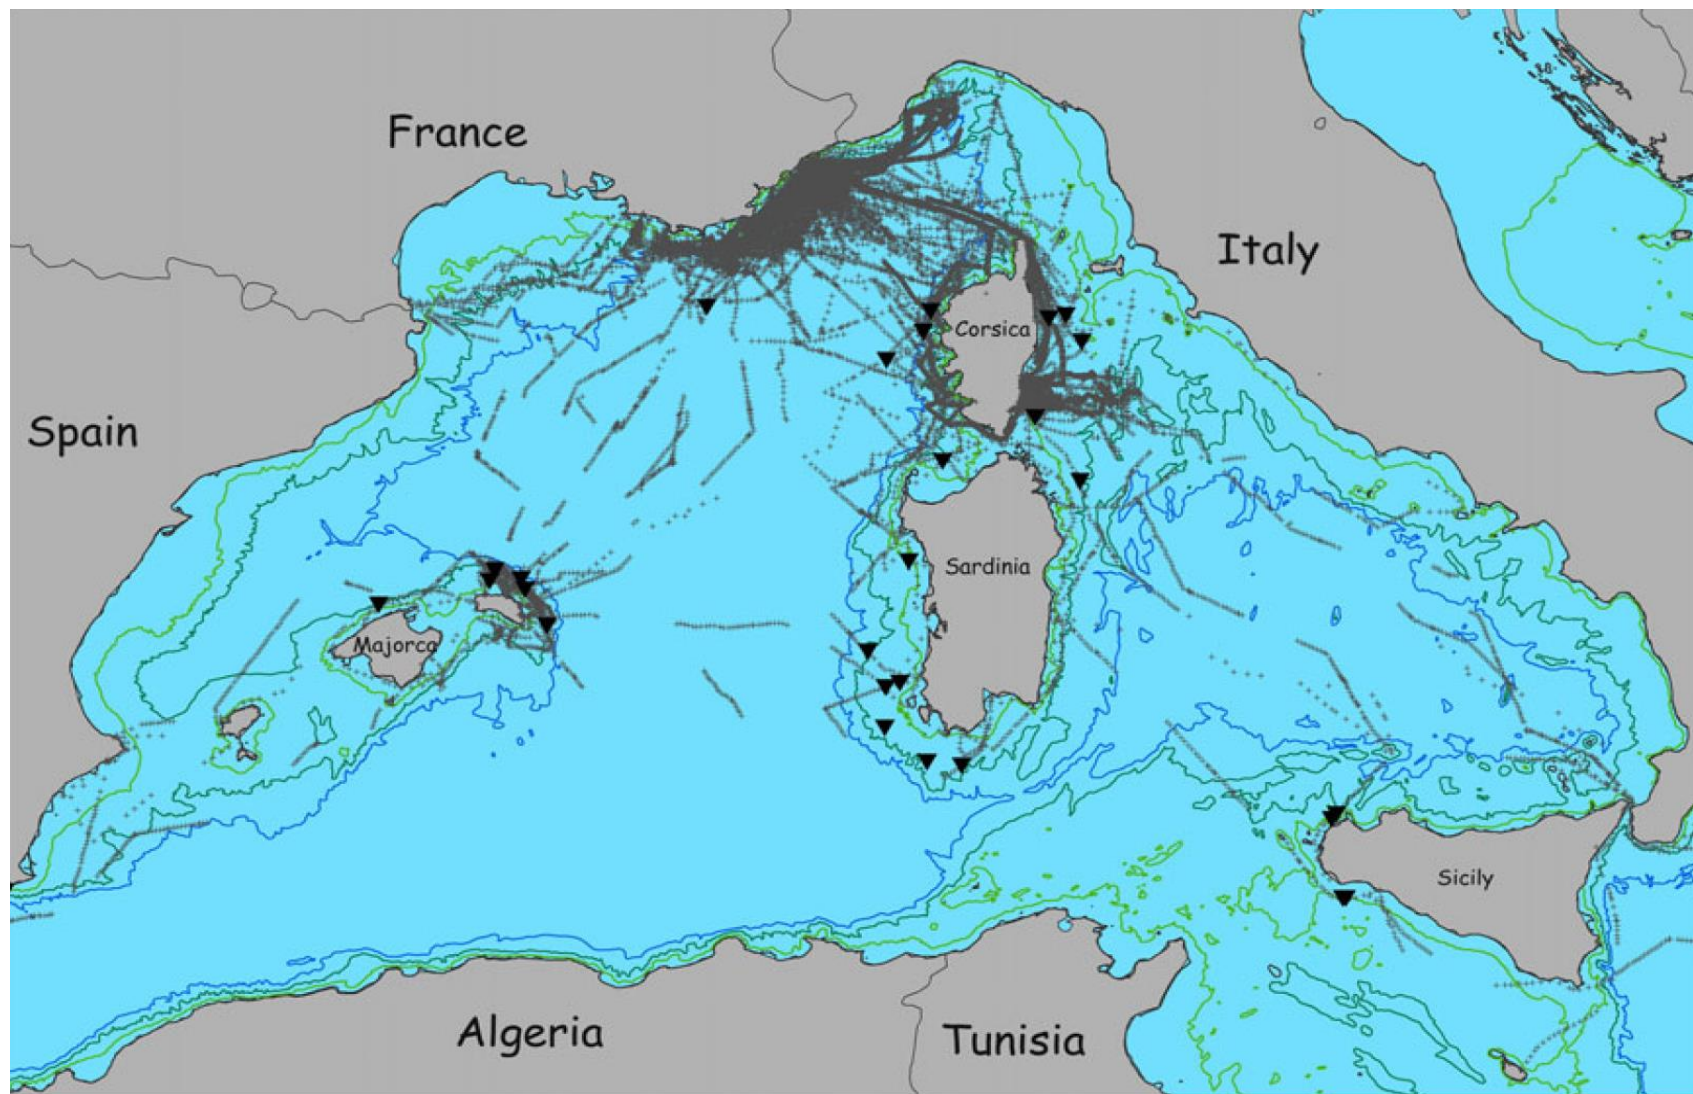 France
Italy
Corsica
Spain
Sardinia
Majorca
Sicily
Algeria
Tunisia